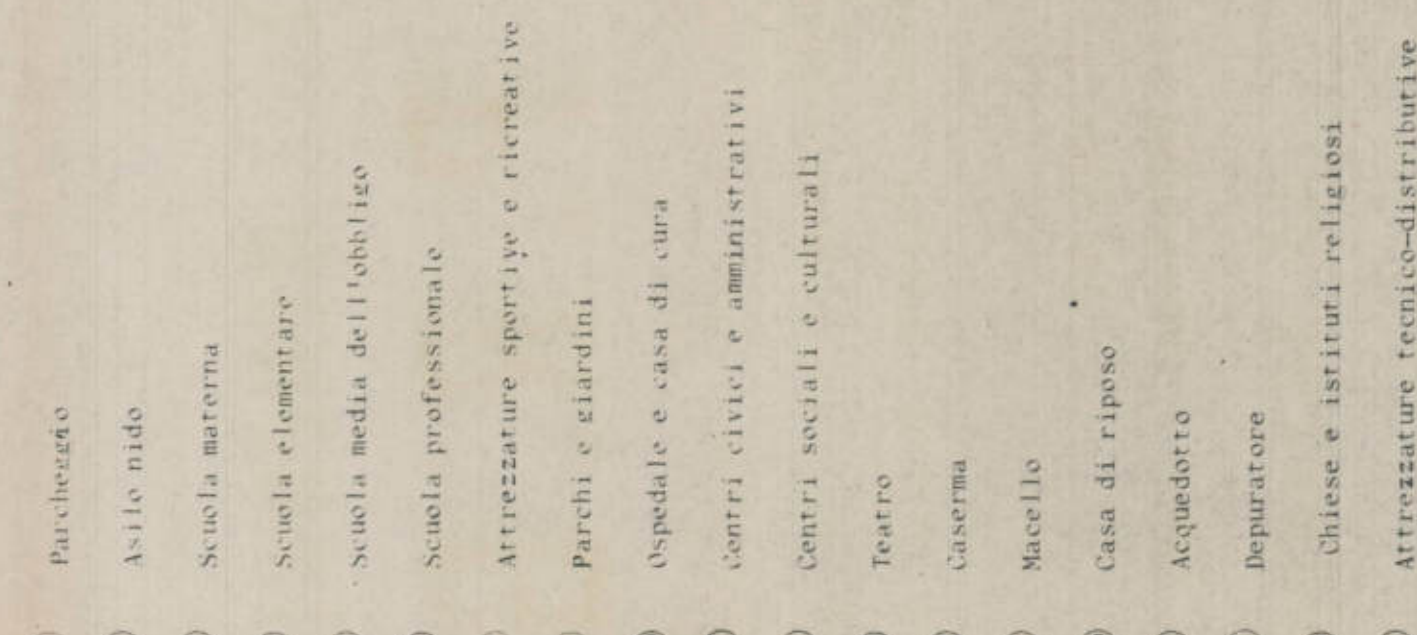 Parcheggio
Asilo nido
Scuola materna
Scuola elementare
Scuola media dell'obbligo
Scuola professionale
Attrezzature sportive e ricreative
Parchi e giardini
Ospedale e casa di cura
Centri civici e amministrativi
Centri sociali e culturali
Teatro
Caserma
Macello
Casa di riposo
Acquedotto
Depuratore
Chiese e istituti religiosi
Attrezzature tecnico-distributive